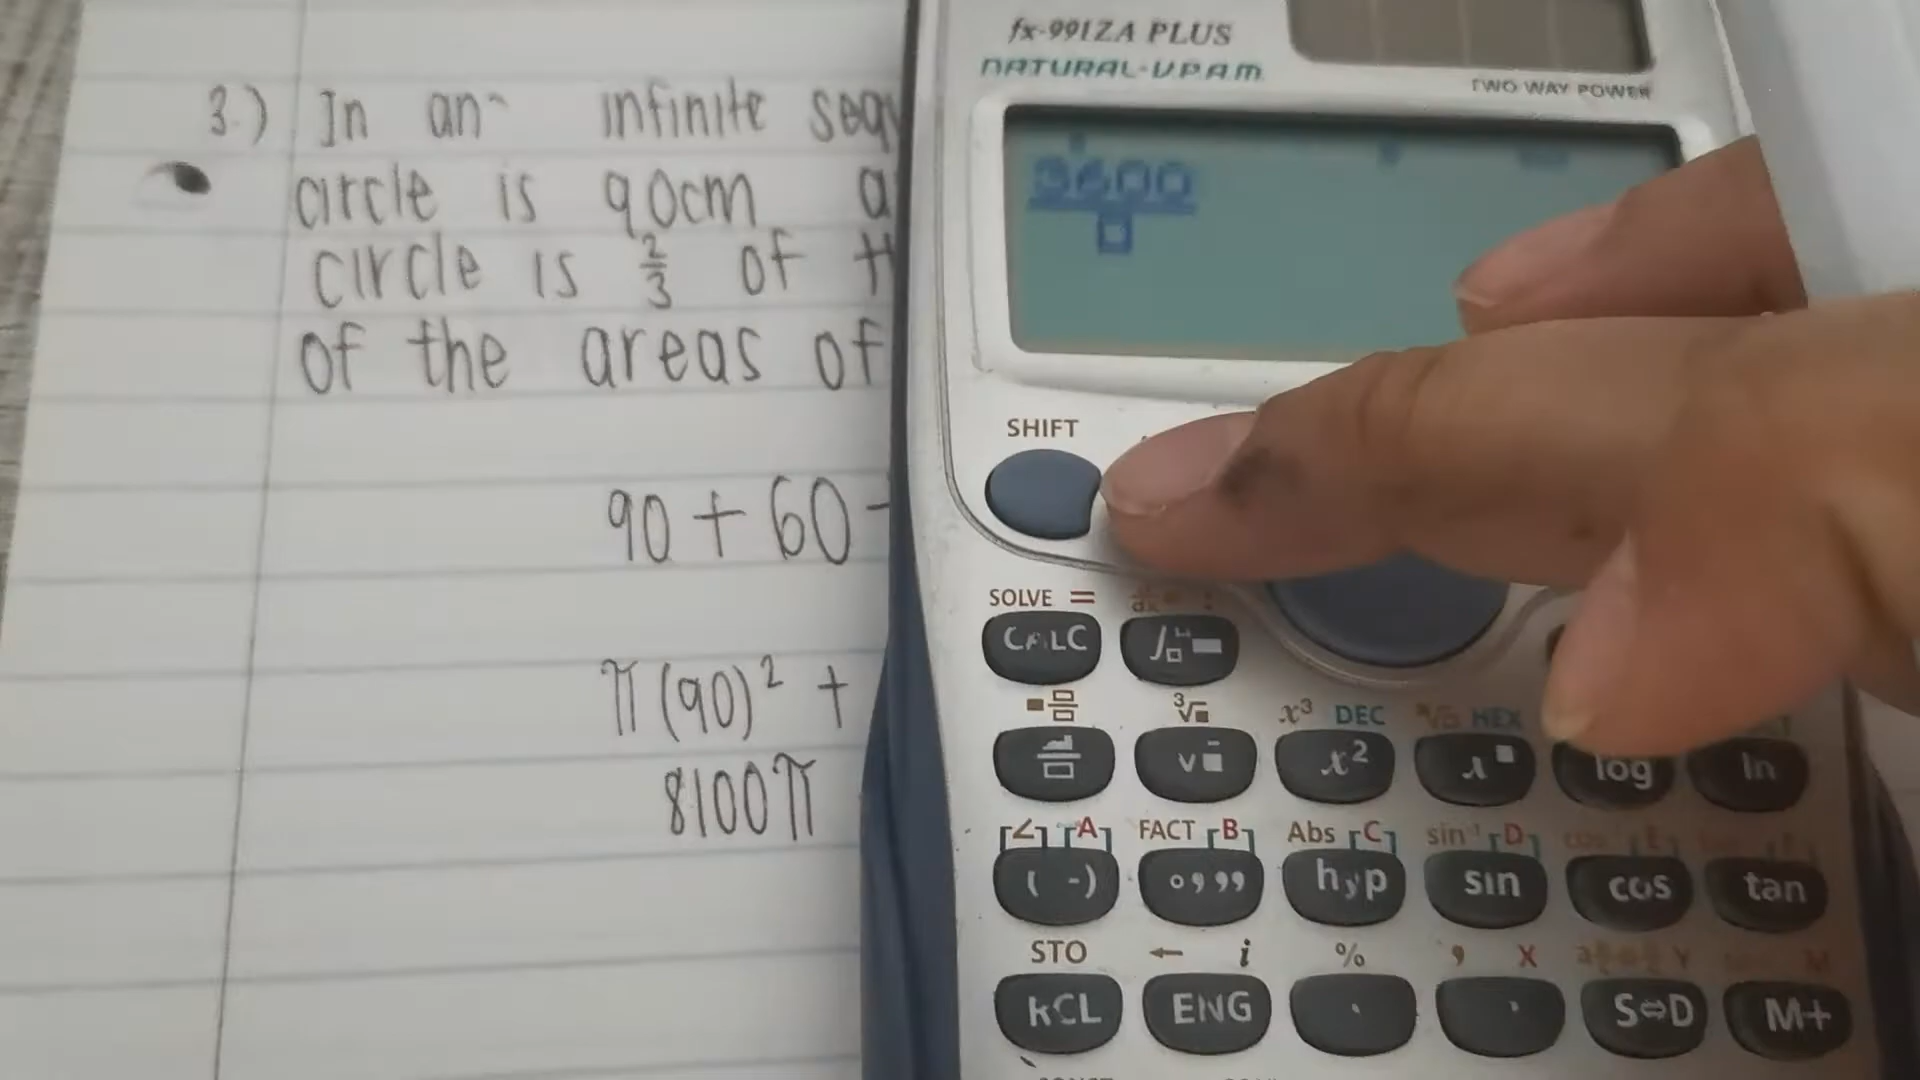 3.) In an infinite
circle is 90cm
circle is 2/3 of
of the areas of
90 + 60
π(90)² +
8100π
fx-991ZA PLUS
NATURAL-V.P.A.M.
TWO WAY POWER
3600
SHIFT
SOLVE =
CALC
x³ DEC HEX
x² log ln
∠ A FACT B Abs C sin⁻¹ D
(-) hyp sin cos tan
STO ← i % , X Y M
RCL ENG S⇔D M+